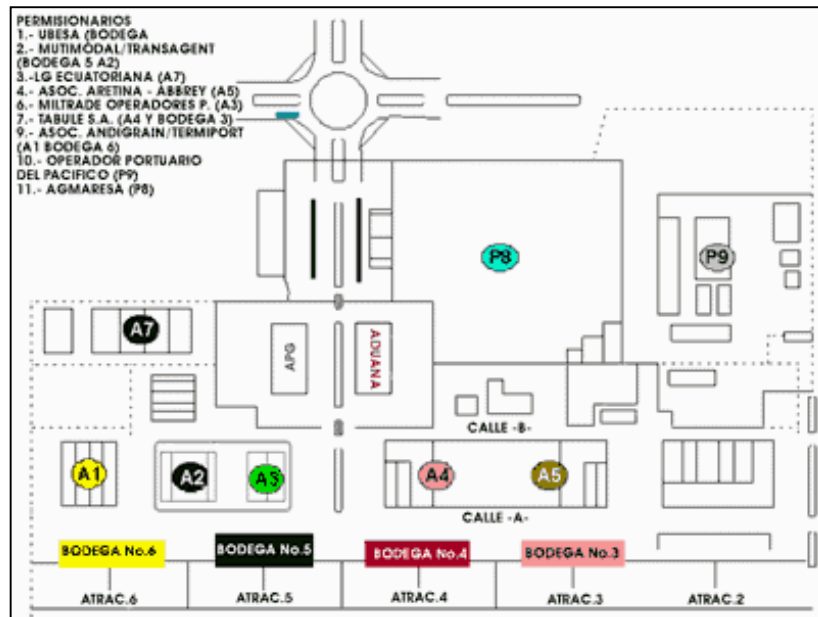 PERMISIONARIOS
1.- UBESA (BODEGA
2.- MUTIMODAL/TRANSAGENT
(BODEGA 5 A2)
3.-LG ECUATORIANA (A7)
4.- ASOC. ARETINA - ABBREY (A5)
6.- MILTRADE OPERADORES P. (A3)
7.- TABULE S.A. (A4 Y BODEGA 3)
9.- ASOC. ANDIGRAIN/TERMIPORT
(A1 BODEGA 6)
10.- OPERADOR PORTUARIO
DEL PACIFICO (P9)
11.- AGMARESA (P8)
P8
P9
A7
APG
ADUANA
CALLE -B-
A1
A2
A3
A4
A5
CALLE -A-
BODEGA No.6
BODEGA No.5
BODEGA No.4
BODEGA No.3
ATRAC.6
ATRAC.5
ATRAC.4
ATRAC.3
ATRAC.2